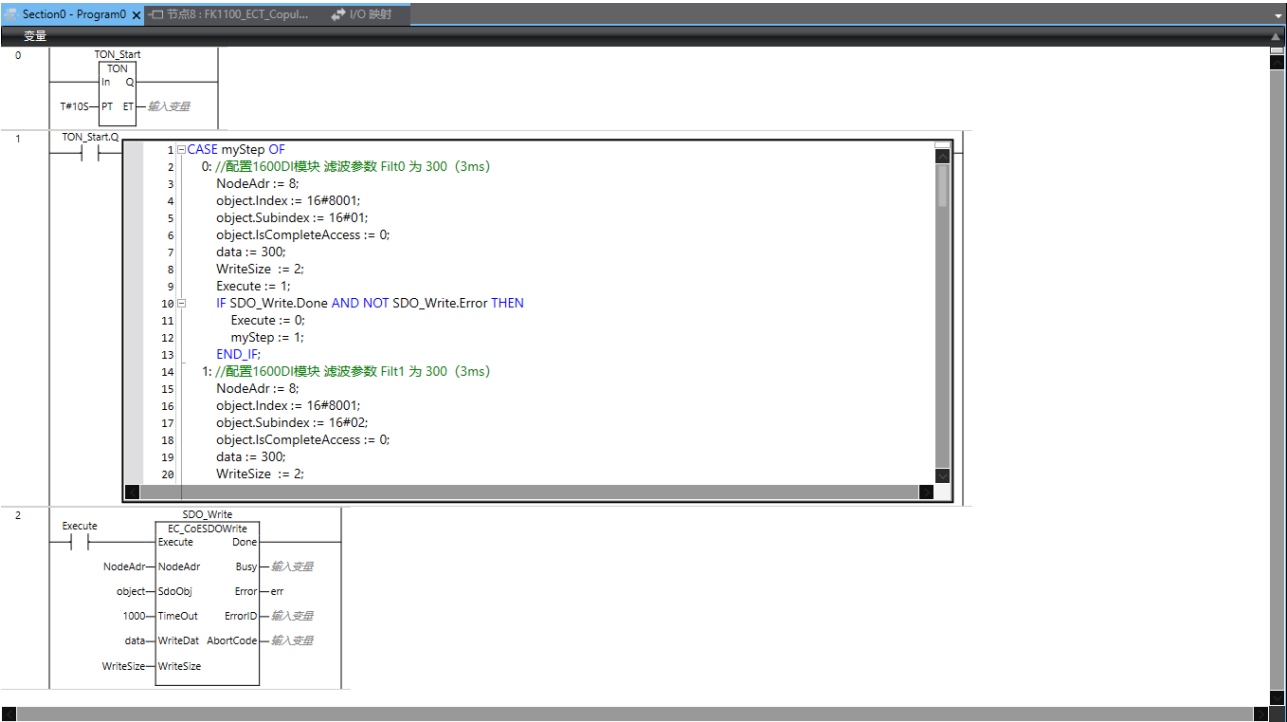 Section0 - Program0 x 节点8 : FK1100_ECT_Copul... I/O 映射
变量
0
TON_Start
TON
In Q
T#10S PT ET 输入变量
1
TON_Start.Q
1 CASE myStep OF
2 0: //配置1600DI模块 滤波参数 Filt0 为 300（3ms）
3 NodeAdr := 8;
4 object.Index := 16#8001;
5 object.Subindex := 16#01;
6 object.IsCompleteAccess := 0;
7 data := 300;
8 WriteSize := 2;
9 Execute := 1;
10 IF SDO_Write.Done AND NOT SDO_Write.Error THEN
11 Execute := 0;
12 myStep := 1;
13 END_IF;
14 1: //配置1600DI模块 滤波参数 Filt1 为 300（3ms）
15 NodeAdr := 8;
16 object.Index := 16#8001;
17 object.Subindex := 16#02;
18 object.IsCompleteAccess := 0;
19 data := 300;
20 WriteSize := 2;
2
SDO_Write
Execute EC_CoESDOWrite
Execute Done
NodeAdr NodeAdr Busy 输入变量
object SdoObj Error err
1000 TimeOut ErrorID 输入变量
data WriteDat AbortCode 输入变量
WriteSize WriteSize